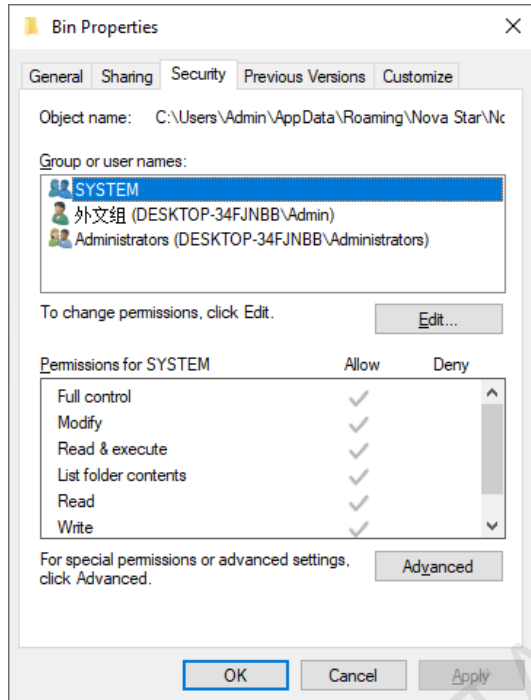 Bin Properties
General Sharing Security Previous Versions Customize
Object name: C:\Users\Admin\AppData\Roaming\Nova Star\Nc
Group or user names:
SYSTEM
外文组 (DESKTOP-34FJNBB\Admin)
Administrators (DESKTOP-34FJNBB\Administrators)
To change permissions, click Edit.
Edit...
Permissions for SYSTEM Allow Deny
Full control
Modify
Read & execute
List folder contents
Read
Write
For special permissions or advanced settings,
click Advanced.
Advanced
OK Cancel Apply